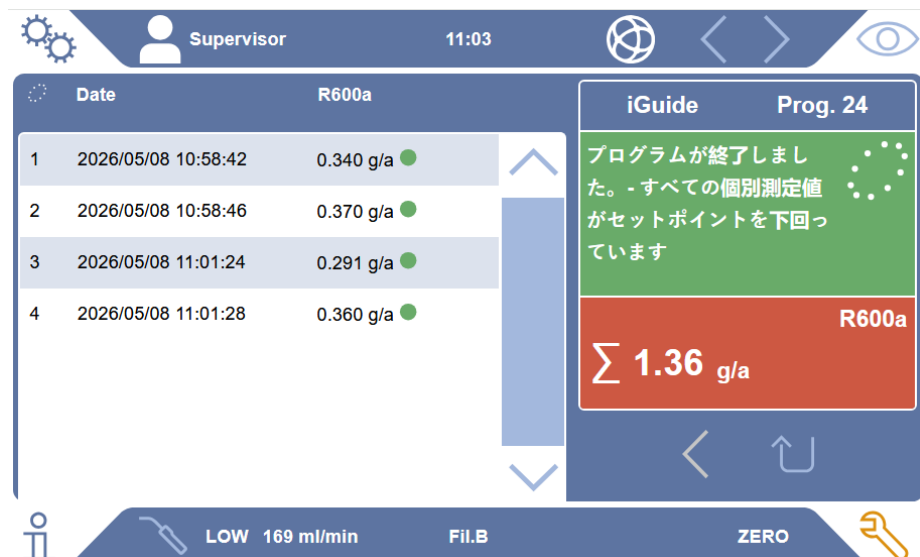 Supervisor 11:03
Date R600a
1 2026/05/08 10:58:42 0.340 g/a
2 2026/05/08 10:58:46 0.370 g/a
3 2026/05/08 11:01:24 0.291 g/a
4 2026/05/08 11:01:28 0.360 g/a
iGuide Prog. 24
プログラムが終了しまし
た。- すべての個別測定値
がセットポイントを下回っ
ています
R600a
∑ 1.36 g/a
LOW 169 ml/min Fil.B ZERO